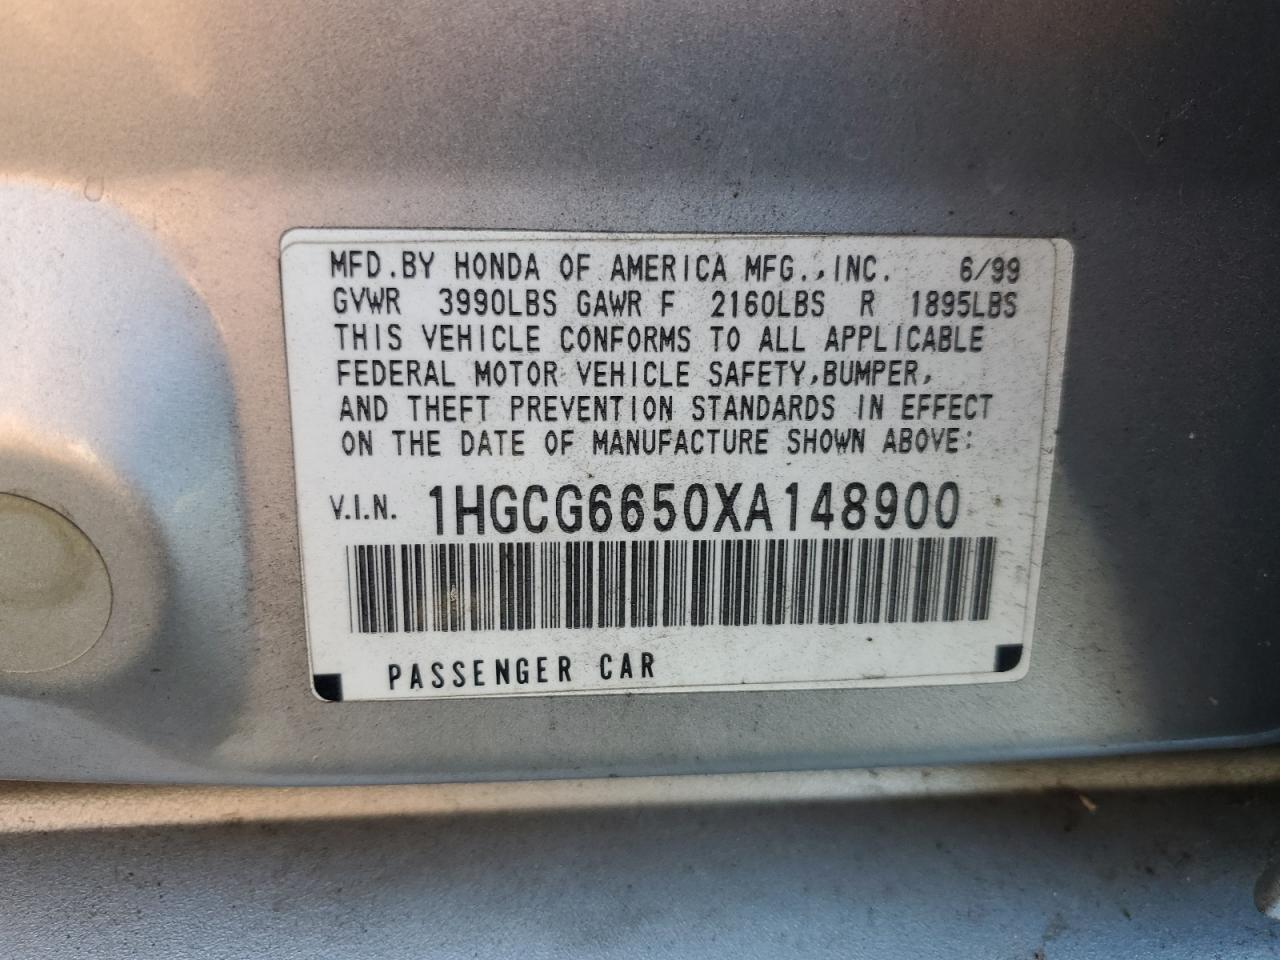 MFD.BY HONDA OF AMERICA MFG.,INC. 6/99
GVWR 3990LBS GAWR F 2160LBS R 1895LBS
THIS VEHICLE CONFORMS TO ALL APPLICABLE
FEDERAL MOTOR VEHICLE SAFETY,BUMPER,
AND THEFT PREVENTION STANDARDS IN EFFECT
ON THE DATE OF MANUFACTURE SHOWN ABOVE:
V.I.N. 1HGCG6650XA148900
PASSENGER CAR